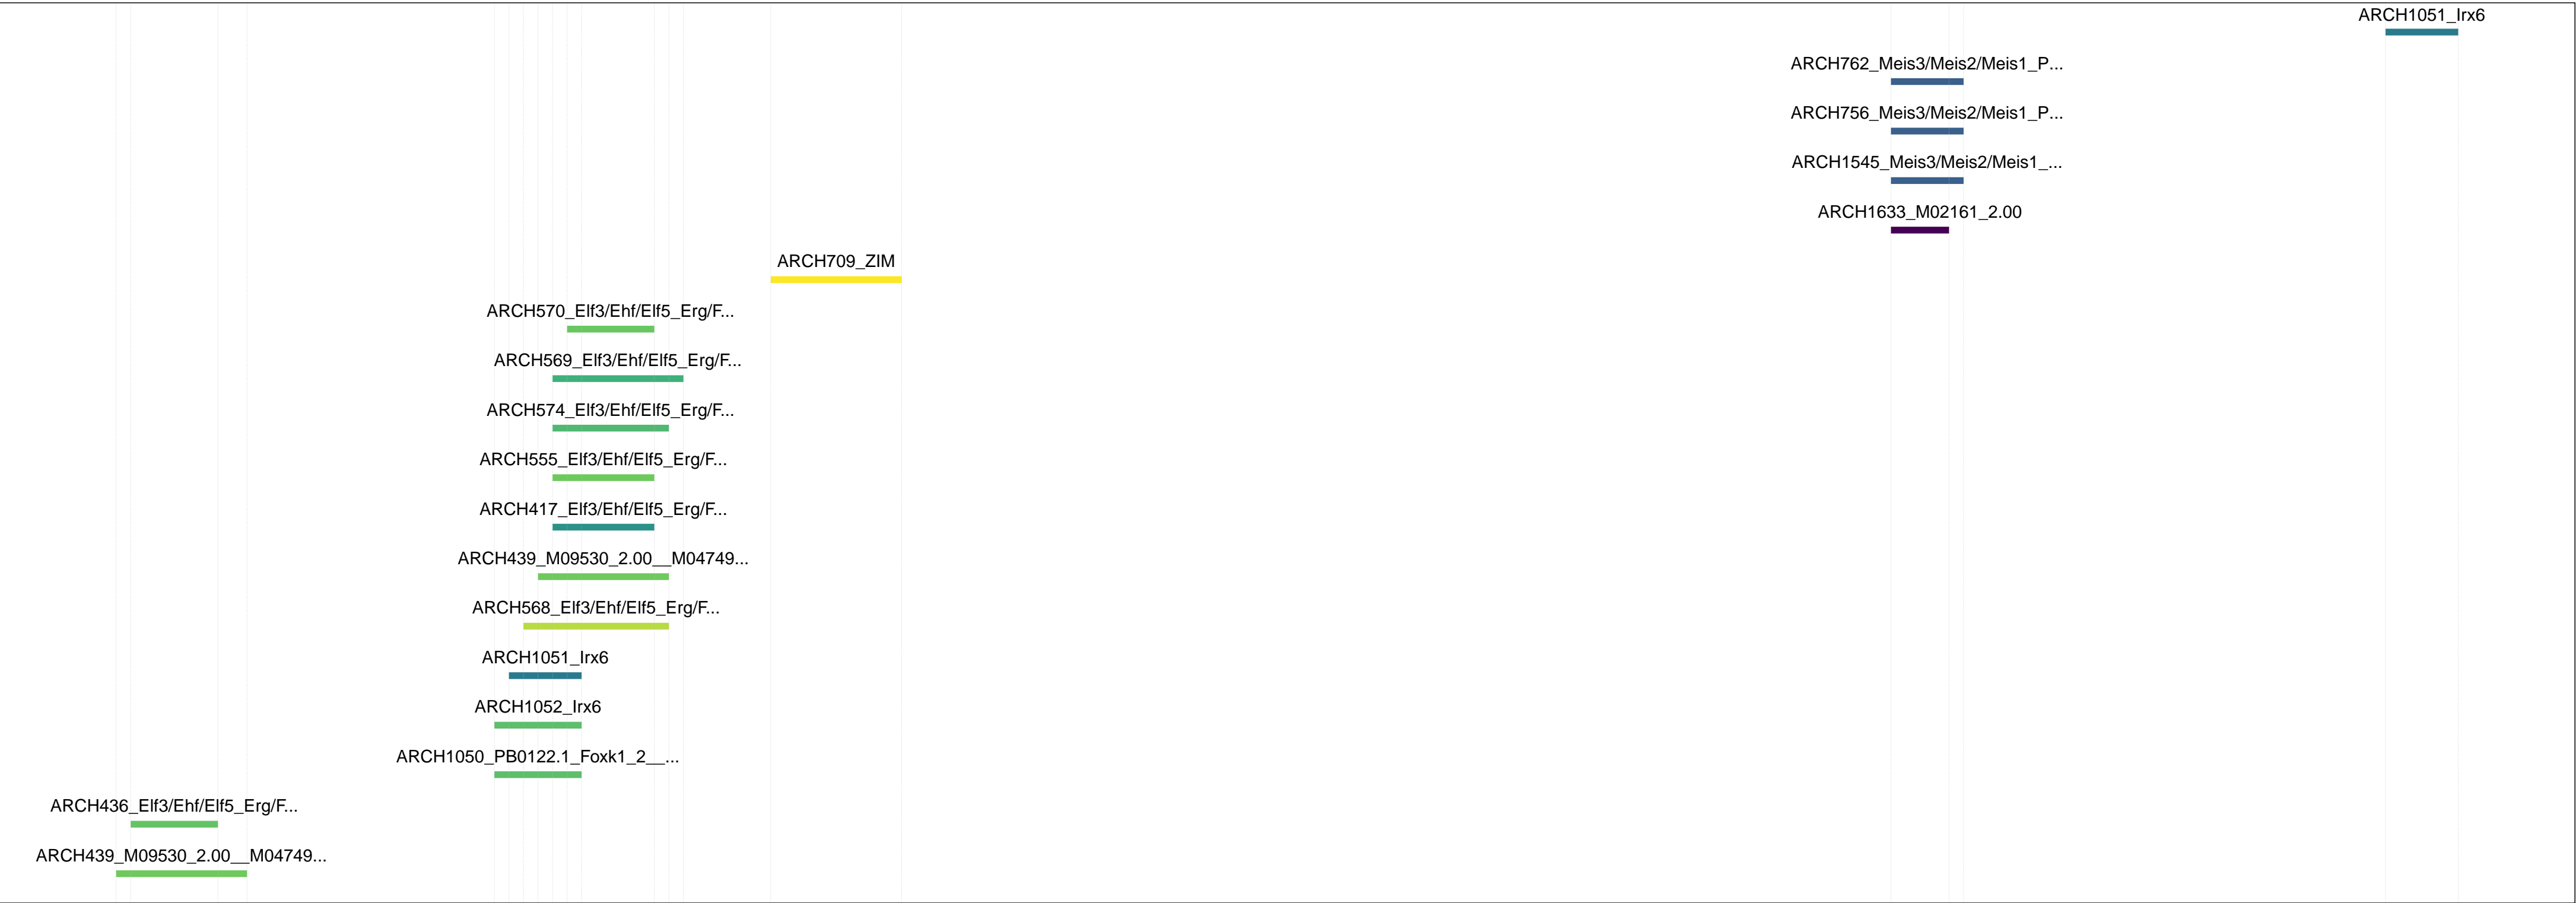 ARCH1051_Irx6
ARCH762_Meis3/Meis2/Meis1_P...
ARCH756_Meis3/Meis2/Meis1_P...
ARCH1545_Meis3/Meis2/Meis1_...
ARCH1633_M02161_2.00
ARCH709_ZIM
ARCH570_Elf3/Ehf/Elf5_Erg/F...
ARCH569_Elf3/Ehf/Elf5_Erg/F...
ARCH574_Elf3/Ehf/Elf5_Erg/F...
ARCH555_Elf3/Ehf/Elf5_Erg/F...
ARCH417_Elf3/Ehf/Elf5_Erg/F...
ARCH439_M09530_2.00__M04749...
ARCH568_Elf3/Ehf/Elf5_Erg/F...
ARCH1051_Irx6
ARCH1052_Irx6
ARCH1050_PB0122.1_Foxk1_2__...
ARCH436_Elf3/Ehf/Elf5_Erg/F...
ARCH439_M09530_2.00__M04749...